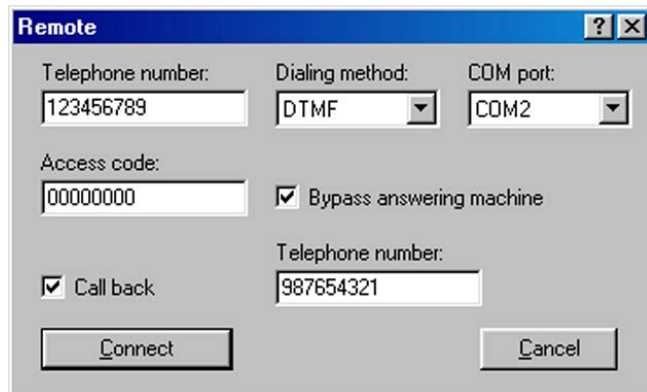 Remote
Telephone number: Dialing method: COM port:
123456789 DTMF COM2
Access code:
00000000 Bypass answering machine
Telephone number:
Call back 987654321
Connect Cancel